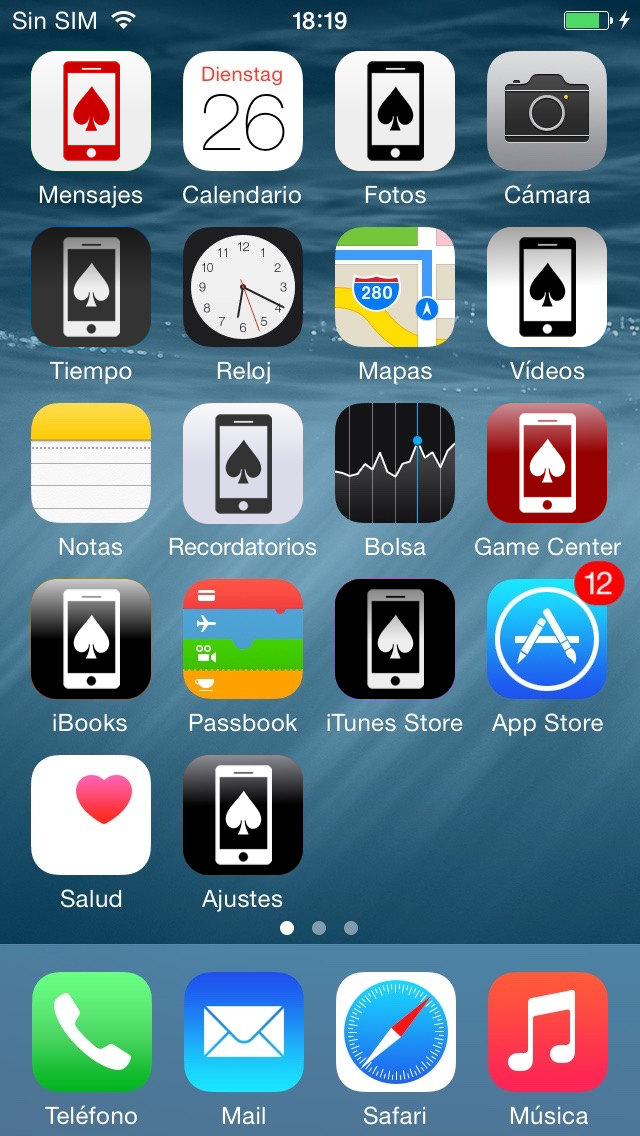 Sin SIM 18:19
Dienstag
26
Mensajes Calendario Fotos Cámara
12 1 2 3 4 5 6 7 8 9 10 11
280
Tiempo Reloj Mapas Vídeos
Notas Recordatorios Bolsa Game Center
12
iBooks Passbook iTunes Store App Store
Salud Ajustes
Teléfono Mail Safari Música